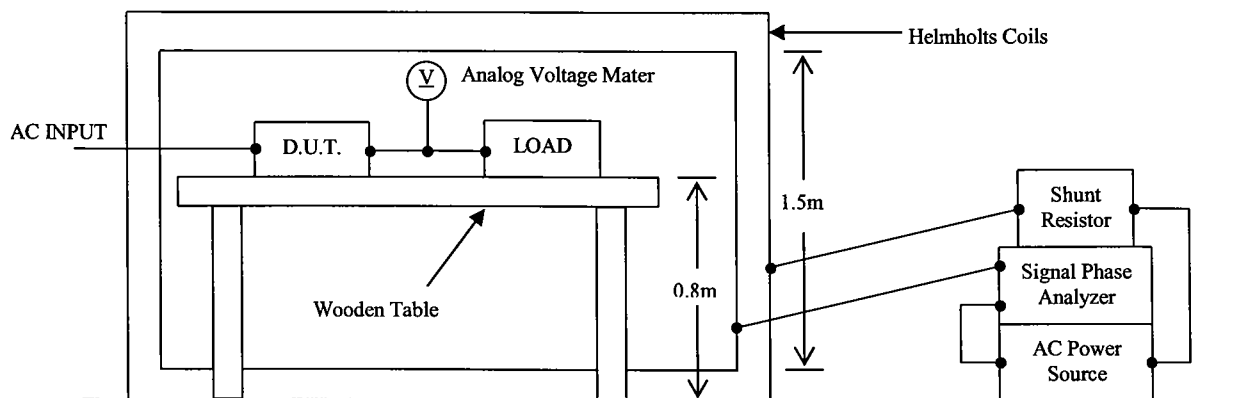 Helmholts Coils
V Analog Voltage Mater
AC INPUT
D.U.T.
LOAD
Shunt
Resistor
1.5m
Signal Phase
Analyzer
0.8m
Wooden Table
AC Power
Source